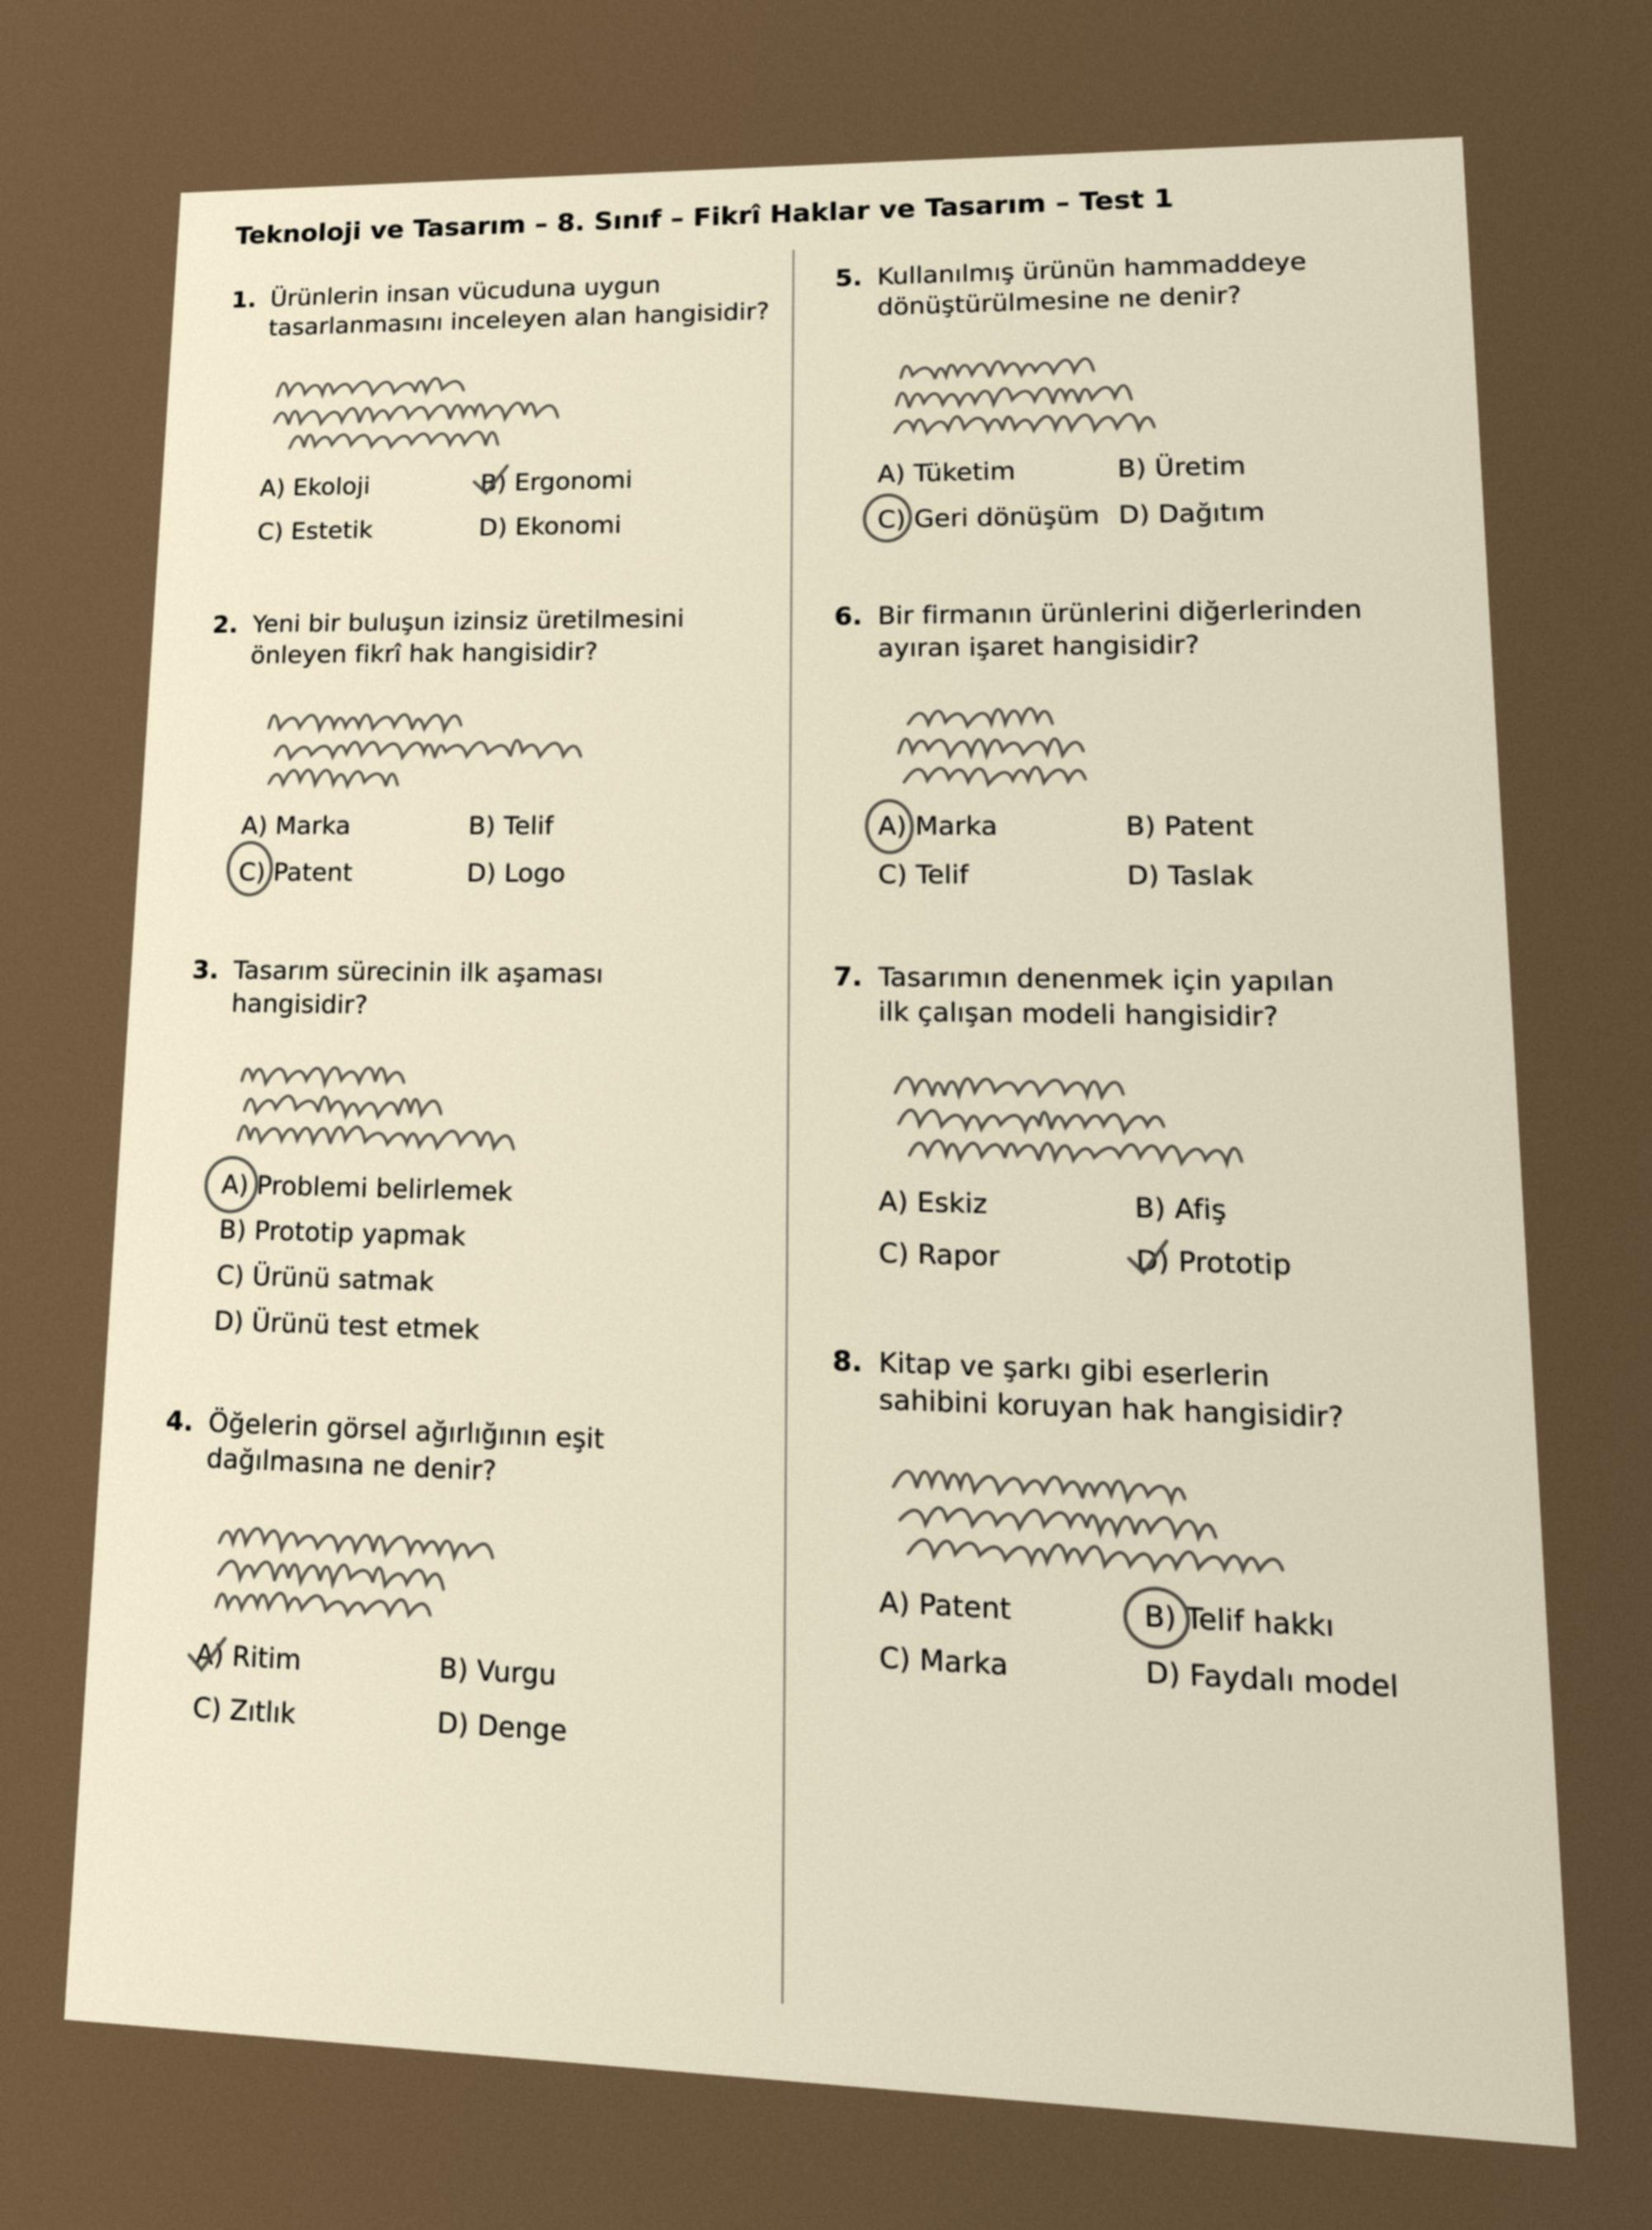 Teknoloji ve Tasarım – 8. Sınıf – Fikrî Haklar ve Tasarım – Test 1
1. Ürünlerin insan vücuduna uygun
tasarlanmasını inceleyen alan hangisidir?
A) Ekoloji B) Ergonomi
C) Estetik D) Ekonomi
2. Yeni bir buluşun izinsiz üretilmesini
önleyen fikrî hak hangisidir?
A) Marka B) Telif
C) Patent D) Logo
3. Tasarım sürecinin ilk aşaması
hangisidir?
A) Problemi belirlemek
B) Prototip yapmak
C) Ürünü satmak
D) Ürünü test etmek
4. Öğelerin görsel ağırlığının eşit
dağılmasına ne denir?
A) Ritim B) Vurgu
C) Zıtlık D) Denge
5. Kullanılmış ürünün hammaddeye
dönüştürülmesine ne denir?
A) Tüketim B) Üretim
C) Geri dönüşüm D) Dağıtım
6. Bir firmanın ürünlerini diğerlerinden
ayıran işaret hangisidir?
A) Marka B) Patent
C) Telif D) Taslak
7. Tasarımın denenmek için yapılan
ilk çalışan modeli hangisidir?
A) Eskiz B) Afiş
C) Rapor D) Prototip
8. Kitap ve şarkı gibi eserlerin
sahibini koruyan hak hangisidir?
A) Patent B) Telif hakkı
C) Marka D) Faydalı model